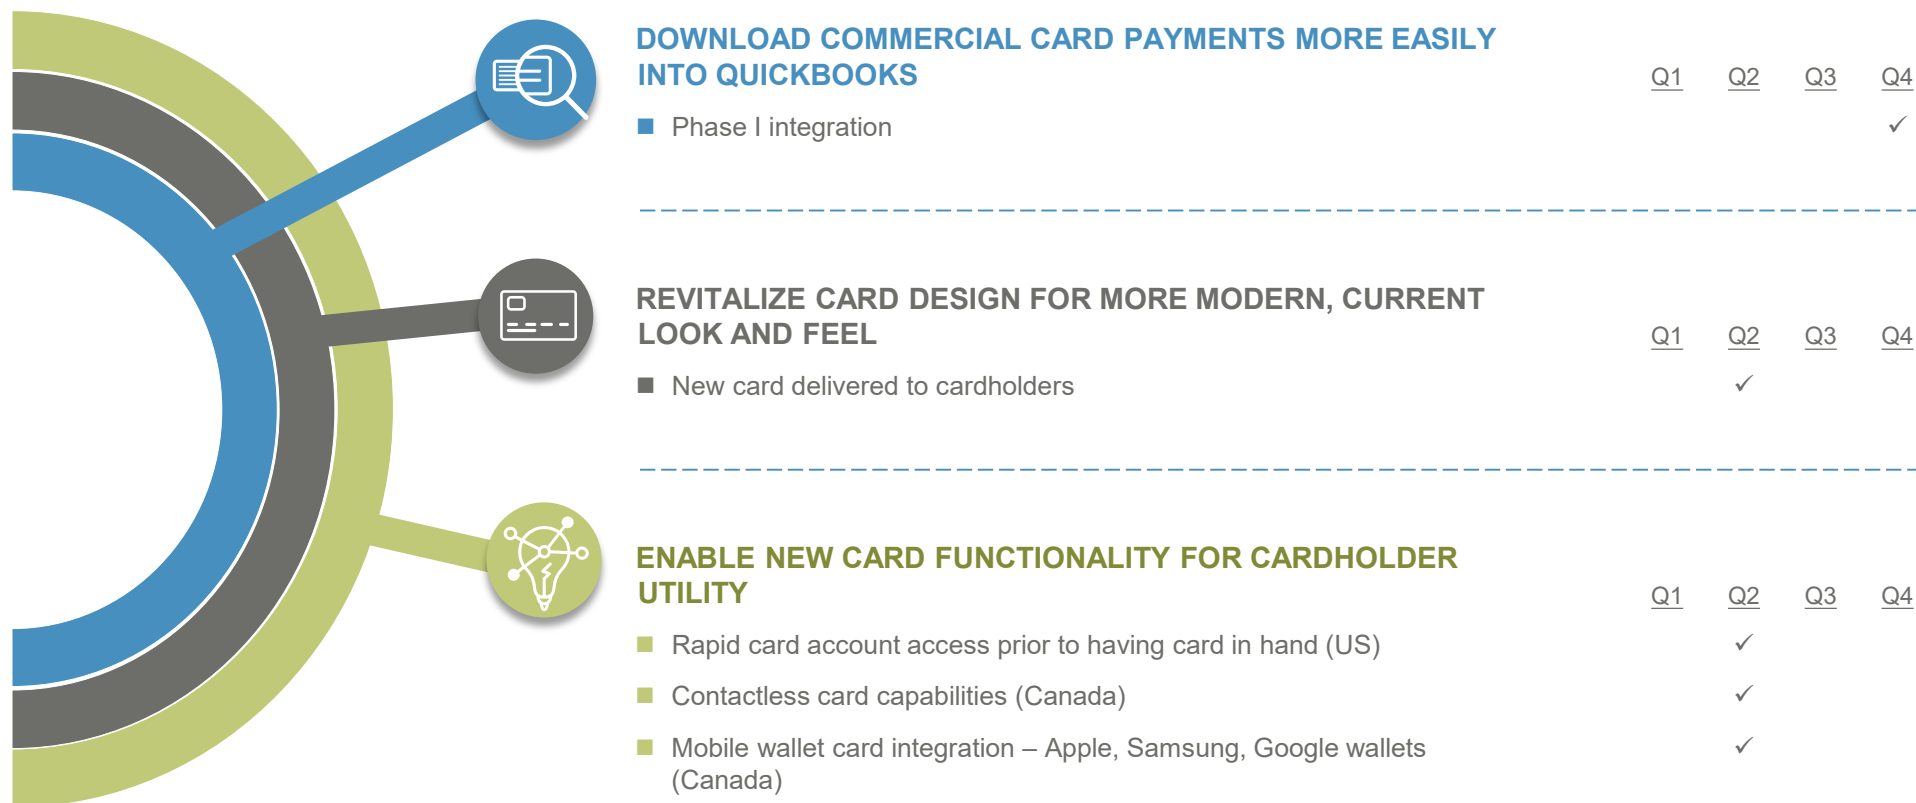 DOWNLOAD COMMERCIAL CARD PAYMENTS MORE EASILY
INTO QUICKBOOKS
Q1 Q2 Q3 Q4
■ Phase I integration ✓
REVITALIZE CARD DESIGN FOR MORE MODERN, CURRENT
LOOK AND FEEL
Q1 Q2 Q3 Q4
■ New card delivered to cardholders ✓
ENABLE NEW CARD FUNCTIONALITY FOR CARDHOLDER
UTILITY
Q1 Q2 Q3 Q4
■ Rapid card account access prior to having card in hand (US) ✓
■ Contactless card capabilities (Canada) ✓
■ Mobile wallet card integration – Apple, Samsung, Google wallets ✓
(Canada)